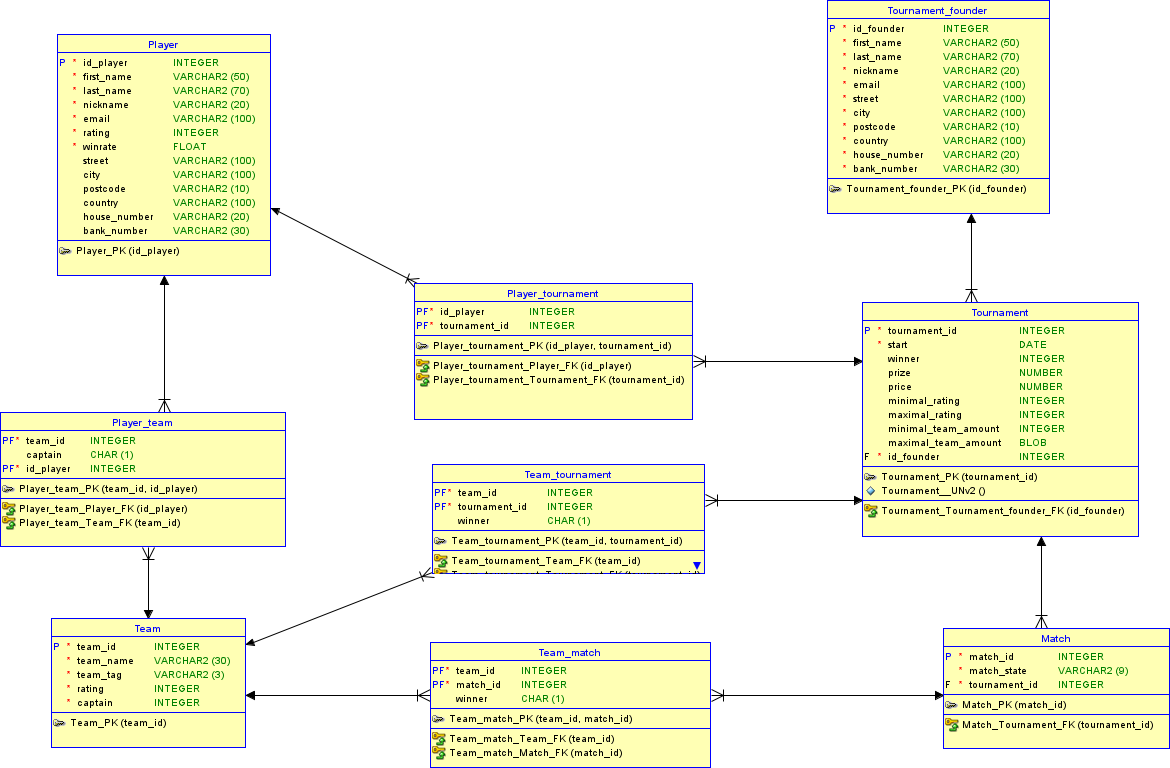 Player
P * id_player INTEGER
* first_name VARCHAR2 (50)
* last_name VARCHAR2 (70)
* nickname VARCHAR2 (20)
* email VARCHAR2 (100)
* rating INTEGER
* winrate FLOAT
street VARCHAR2 (100)
city VARCHAR2 (100)
postcode VARCHAR2 (10)
country VARCHAR2 (100)
house_number VARCHAR2 (20)
bank_number VARCHAR2 (30)
Player_PK (id_player)
Tournament_founder
P * id_founder INTEGER
* first_name VARCHAR2 (50)
* last_name VARCHAR2 (70)
* nickname VARCHAR2 (20)
* email VARCHAR2 (100)
* street VARCHAR2 (100)
* city VARCHAR2 (100)
* postcode VARCHAR2 (10)
* country VARCHAR2 (100)
* house_number VARCHAR2 (20)
* bank_number VARCHAR2 (30)
Tournament_founder_PK (id_founder)
Player_tournament
PF* id_player INTEGER
PF* tournament_id INTEGER
Player_tournament_PK (id_player, tournament_id)
Player_tournament_Player_FK (id_player)
Player_tournament_Tournament_FK (tournament_id)
Tournament
P * tournament_id INTEGER
* start DATE
winner INTEGER
prize NUMBER
price NUMBER
minimal_rating INTEGER
maximal_rating INTEGER
minimal_team_amount INTEGER
maximal_team_amount BLOB
F * id_founder INTEGER
Tournament_PK (tournament_id)
Tournament__UNv2 ()
Tournament_Tournament_founder_FK (id_founder)
Player_team
PF* team_id INTEGER
captain CHAR (1)
PF* id_player INTEGER
Player_team_PK (team_id, id_player)
Player_team_Player_FK (id_player)
Player_team_Team_FK (team_id)
Team_tournament
PF* team_id INTEGER
PF* tournament_id INTEGER
winner CHAR (1)
Team_tournament_PK (team_id, tournament_id)
Team_tournament_Team_FK (team_id)
Team
P * team_id INTEGER
* team_name VARCHAR2 (30)
* team_tag VARCHAR2 (3)
* rating INTEGER
* captain INTEGER
Team_PK (team_id)
Team_match
PF* team_id INTEGER
PF* match_id INTEGER
winner CHAR (1)
Team_match_PK (team_id, match_id)
Team_match_Team_FK (team_id)
Team_match_Match_FK (match_id)
Match
P * match_id INTEGER
* match_state VARCHAR2 (9)
F * tournament_id INTEGER
Match_PK (match_id)
Match_Tournament_FK (tournament_id)